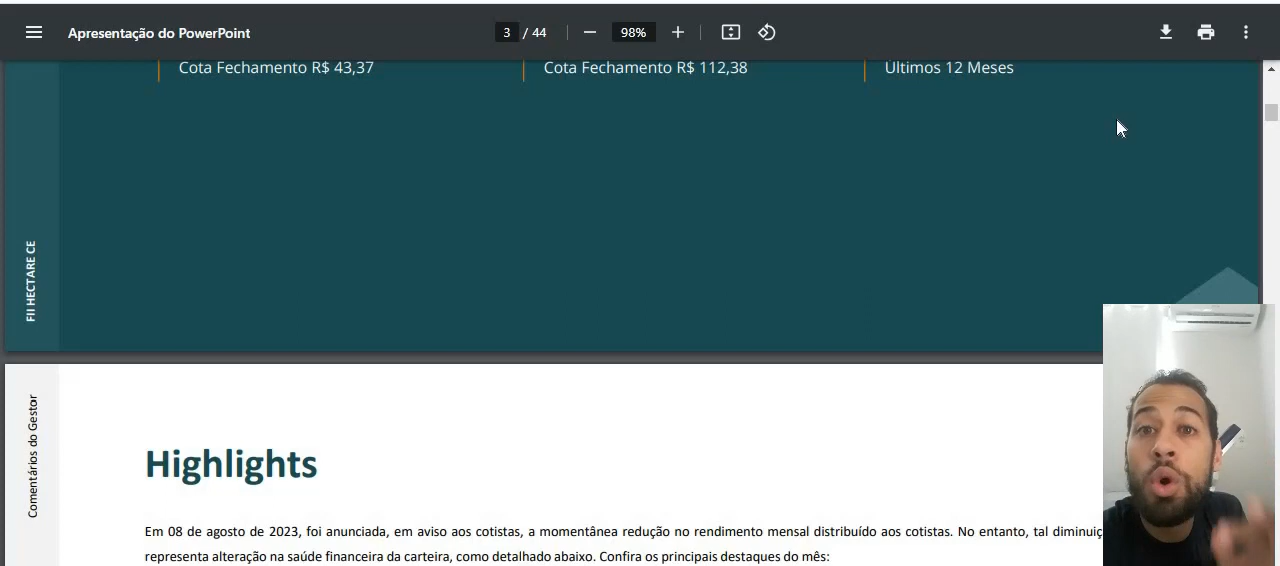 Apresentação do PowerPoint
3 / 44
98%
Cota Fechamento R$ 43,37
Cota Fechamento R$ 112,38
Últimos 12 Meses
FII HECTARE CE
Comentários do Gestor
Highlights
Em 08 de agosto de 2023, foi anunciada, em aviso aos cotistas, a momentânea redução no rendimento mensal distribuído aos cotistas. No entanto, tal diminuiç
representa alteração na saúde financeira da carteira, como detalhado abaixo. Confira os principais destaques do mês: